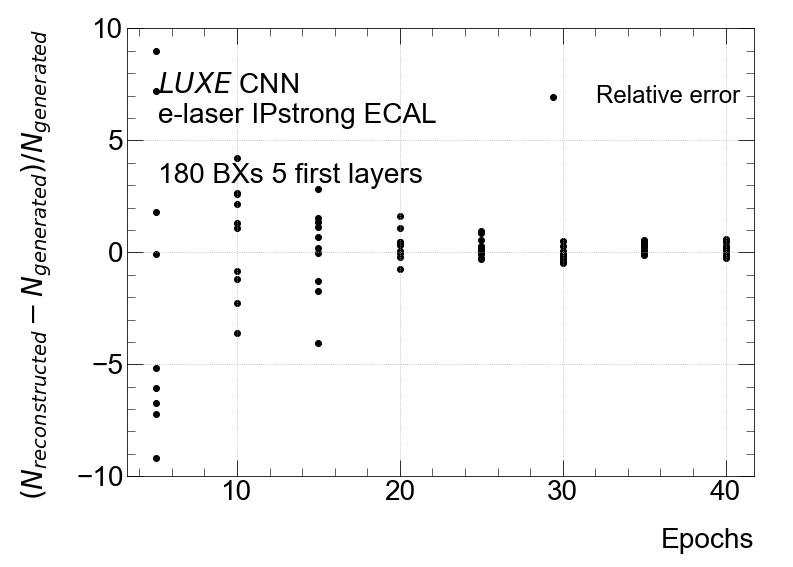 (N_reconstructed − N_generated)/N_generated
10
5
0
−5
−10
LUXE CNN
e-laser IPstrong ECAL
180 BXs 5 first layers
Relative error
10
20
30
40
Epochs